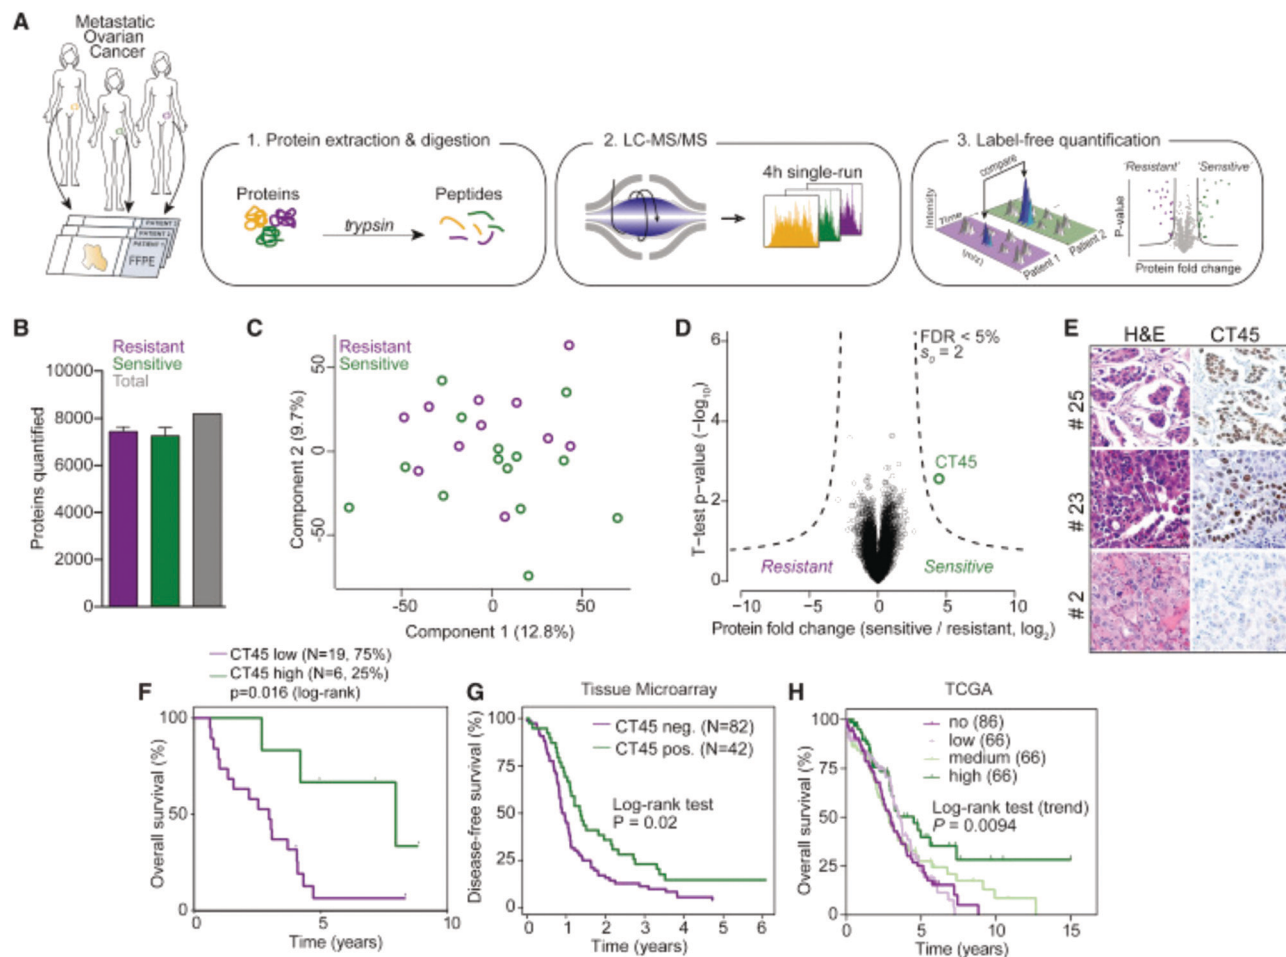 A
Metastatic
Ovarian
Cancer
PATIENT 1
FFPE
1. Protein extraction & digestion
Proteins
trypsin
Peptides
2. LC-MS/MS
4h single-run
3. Label-free quantification
compare
Intensity
Time
(m/z)
Patient 1
Patient 2
'Resistant'
'Sensitive'
P-value
Protein fold change
B
Resistant
Sensitive
Total
Proteins quantified
10000
8000
6000
4000
2000
0
C
Resistant
Sensitive
Component 2 (9.7%)
50
0
-50
-50
0
50
Component 1 (12.8%)
D
FDR < 5%
s0 = 2
T−test p−value (−log10)
6
4
2
0
CT45
Resistant
Sensitive
−10
−5
0
5
10
Protein fold change (sensitive / resistant, log2)
E
H&E
CT45
# 25
# 23
# 2
CT45 low (N=19, 75%)
CT45 high (N=6, 25%)
p=0.016 (log-rank)
F
Overall survival (%)
100
50
0
0
5
10
Time (years)
G
Tissue Microarray
CT45 neg. (N=82)
CT45 pos. (N=42)
Log-rank test
P = 0.02
Disease-free survival (%)
100
75
50
25
0
0
1
2
3
4
5
6
Time (years)
H
TCGA
no (86)
low (66)
medium (66)
high (66)
Log-rank test (trend)
P = 0.0094
Overall survival (%)
100
75
50
25
0
0
5
10
15
Time (years)